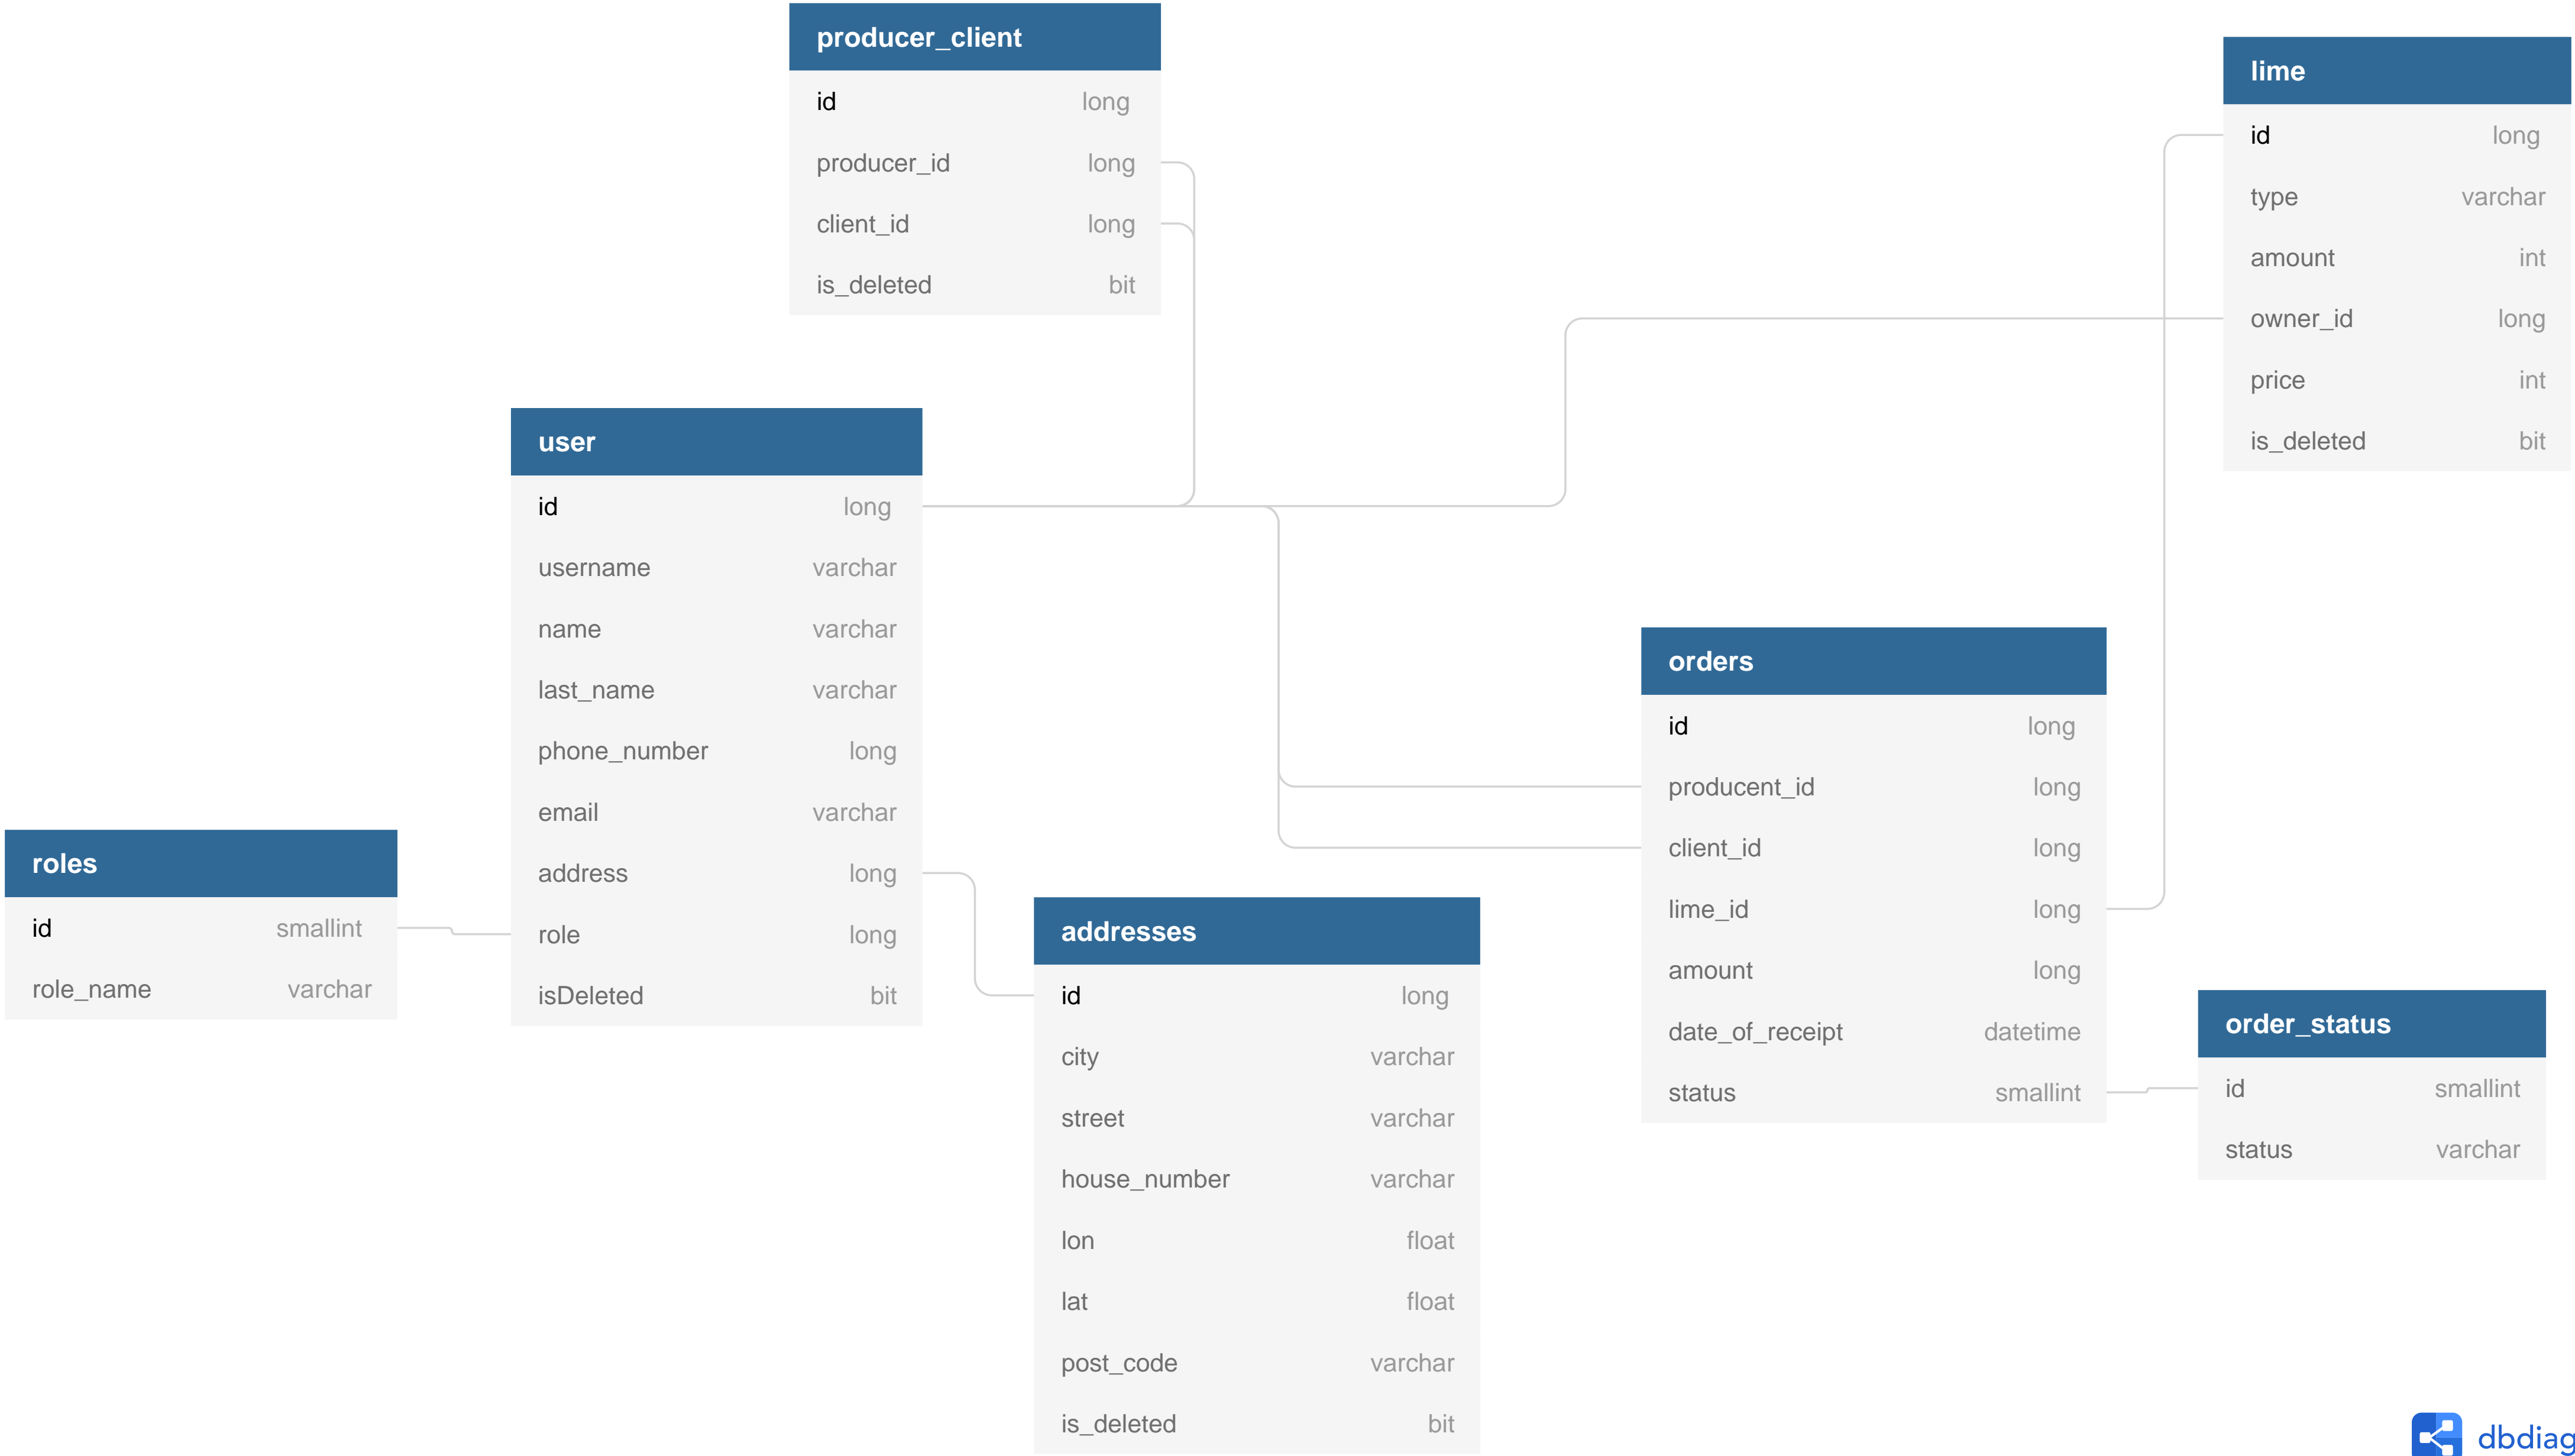 producer_client
id long
producer_id long
client_id long
is_deleted bit
lime
id long
type varchar
amount int
owner_id long
price int
is_deleted bit
user
id long
username varchar
name varchar
last_name varchar
phone_number long
email varchar
address long
role long
isDeleted bit
orders
id long
producent_id long
client_id long
lime_id long
amount long
date_of_receipt datetime
status smallint
roles
id smallint
role_name varchar
addresses
id long
city varchar
street varchar
house_number varchar
lon float
lat float
post_code varchar
is_deleted bit
order_status
id smallint
status varchar
dbdiag